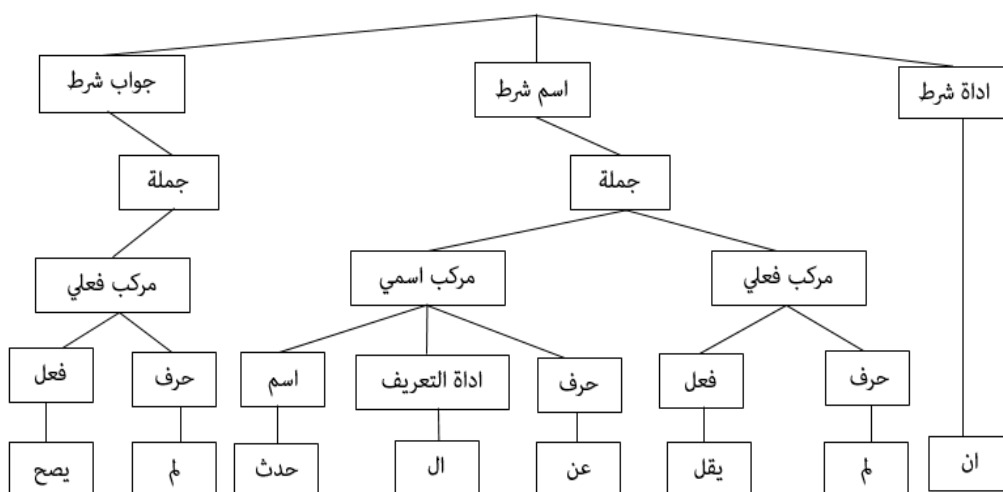 اداة شرط
اسم شرط
جواب شرط
جملة
جملة
مركب فعلي
مركب اسمي
مركب فعلي
حرف
فعل
حرف
اداة التعريف
اسم
حرف
فعل
ان
لم
يقل
عن
ال
حدث
لم
يصح